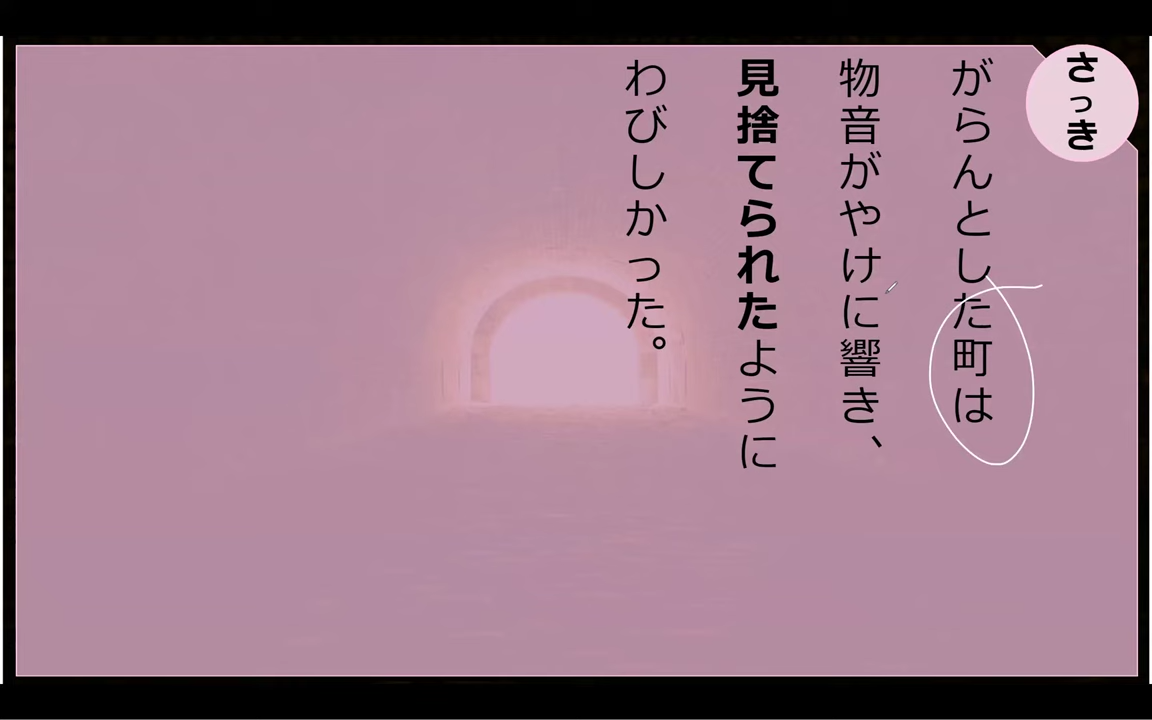 さっき
がらんとした町は
物音がやけに響き、
見捨てられたように
わびしかった。